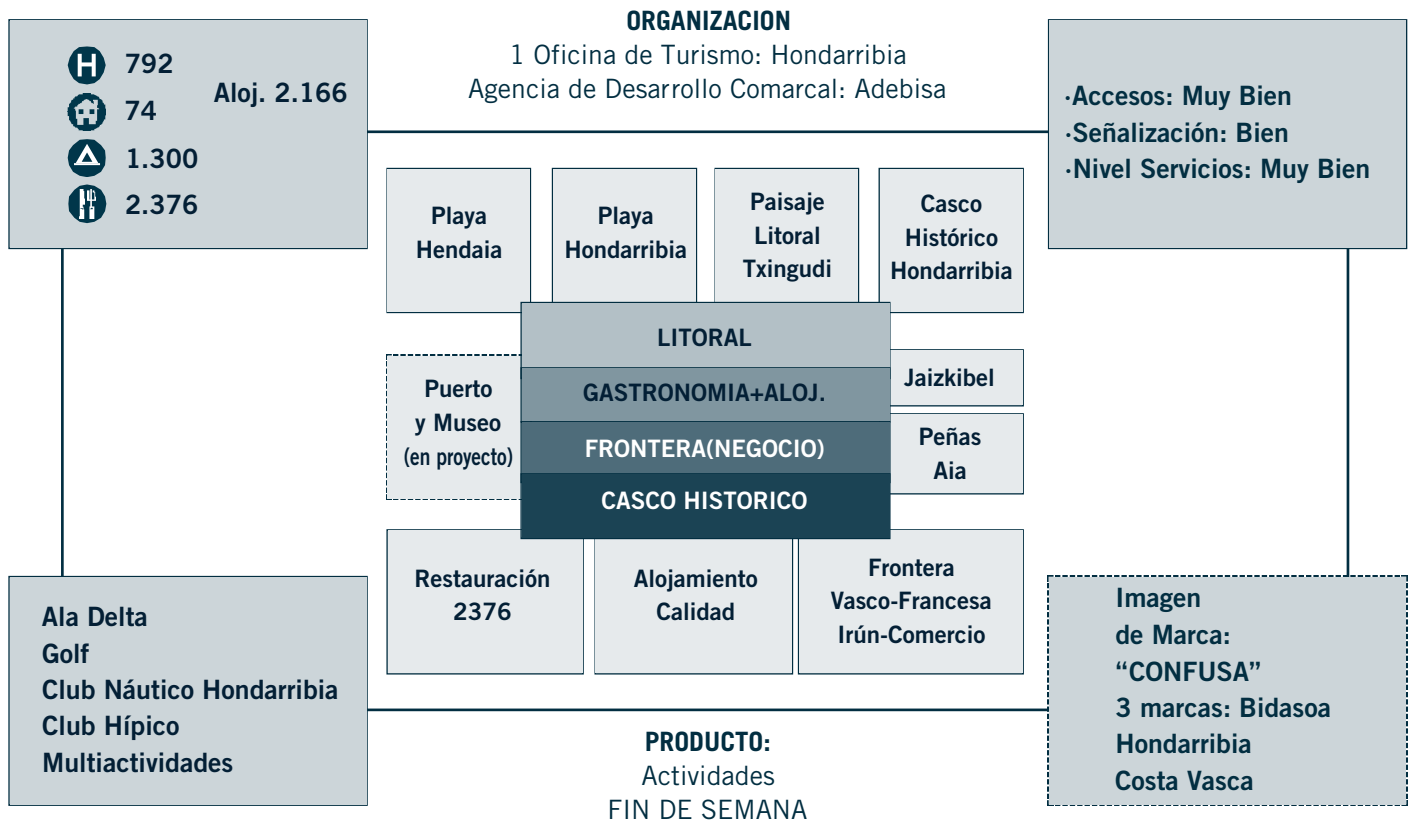 ORGANIZACION
1 Oficina de Turismo: Hondarribia
Agencia de Desarrollo Comarcal: Adebisa
H 792
74
1.300
2.376
Aloj. 2.166
·Accesos: Muy Bien
·Señalización: Bien
·Nivel Servicios: Muy Bien
Playa
Hendaia
Playa
Hondarribia
Paisaje
Litoral
Txingudi
Casco
Histórico
Hondarribia
LITORAL
GASTRONOMIA+ALOJ.
FRONTERA(NEGOCIO)
CASCO HISTORICO
Puerto
y Museo
(en proyecto)
Jaizkibel
Peñas
Aia
Restauración
2376
Alojamiento
Calidad
Frontera
Vasco-Francesa
Irún-Comercio
Ala Delta
Golf
Club Náutico Hondarribia
Club Hípico
Multiactividades
PRODUCTO:
Actividades
FIN DE SEMANA
Imagen
de Marca:
“CONFUSA”
3 marcas: Bidasoa
Hondarribia
Costa Vasca